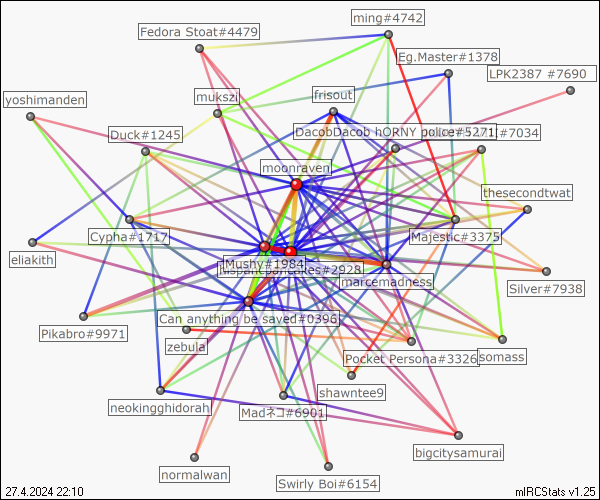 ming#4742
Fedora Stoat#4479
Eg.Master#1378
LPK2387 #7690
yoshimanden
mukszi
frisout
Duck#1245
DacobDacob hORNY police#5271
#7034
moonraven
thesecondtwat
Cypha#1717
Majestic#3375
eliakith
Mushy#1984
#2928
marcemadness
Silver#7938
Can anything be saved#0396
Pikabro#9971
zebula
Pocket Persona#3326
somass
shawntee9
neokingghidorah
Madネコ#6901
bigcitysamurai
normalwan
Swirly Boi#6154
27.4.2024 22:10
mIRCStats v1.25